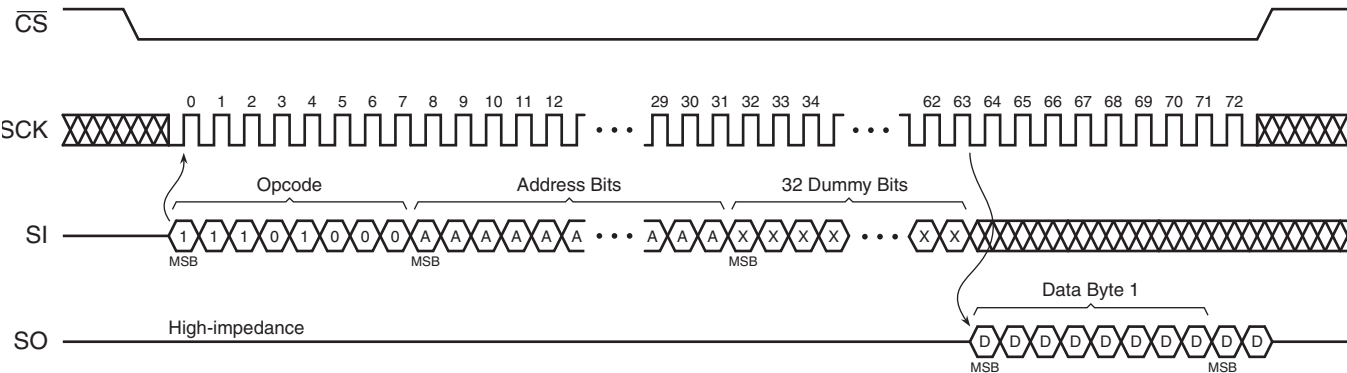 CS
0 1 2 3 4 5 6 7 8 9 10 11 12 29 30 31 32 33 34 62 63 64 65 66 67 68 69 70 71 72
SCK
Opcode Address Bits 32 Dummy Bits
SI 1 1 1 0 1 0 0 0 A A A A A A A A A X X X X X X
MSB MSB MSB
Data Byte 1
High-impedance
SO D D D D D D D D D D
MSB MSB